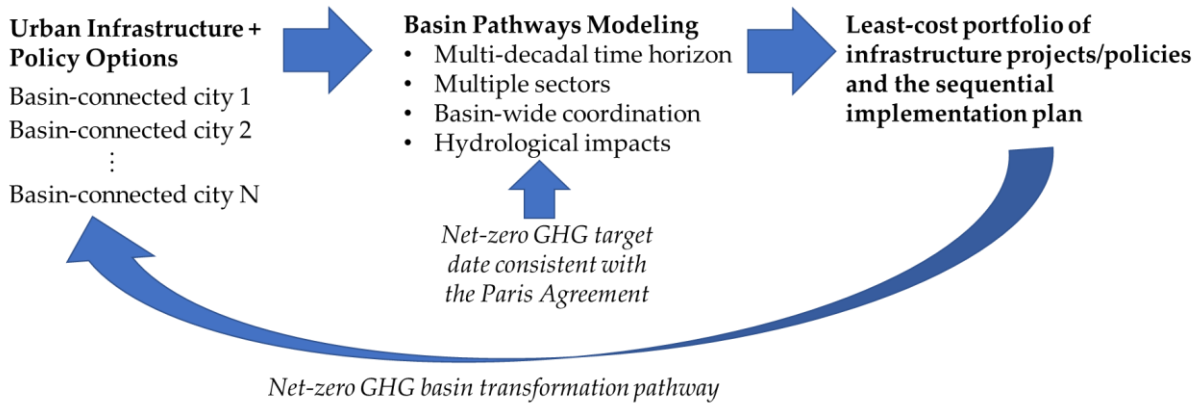 Urban Infrastructure +
Policy Options
Basin-connected city 1
Basin-connected city 2
⋮
Basin-connected city N
Basin Pathways Modeling
• Multi-decadal time horizon
• Multiple sectors
• Basin-wide coordination
• Hydrological impacts
Net-zero GHG target
date consistent with
the Paris Agreement
Least-cost portfolio of
infrastructure projects/policies
and the sequential
implementation plan
Net-zero GHG basin transformation pathway